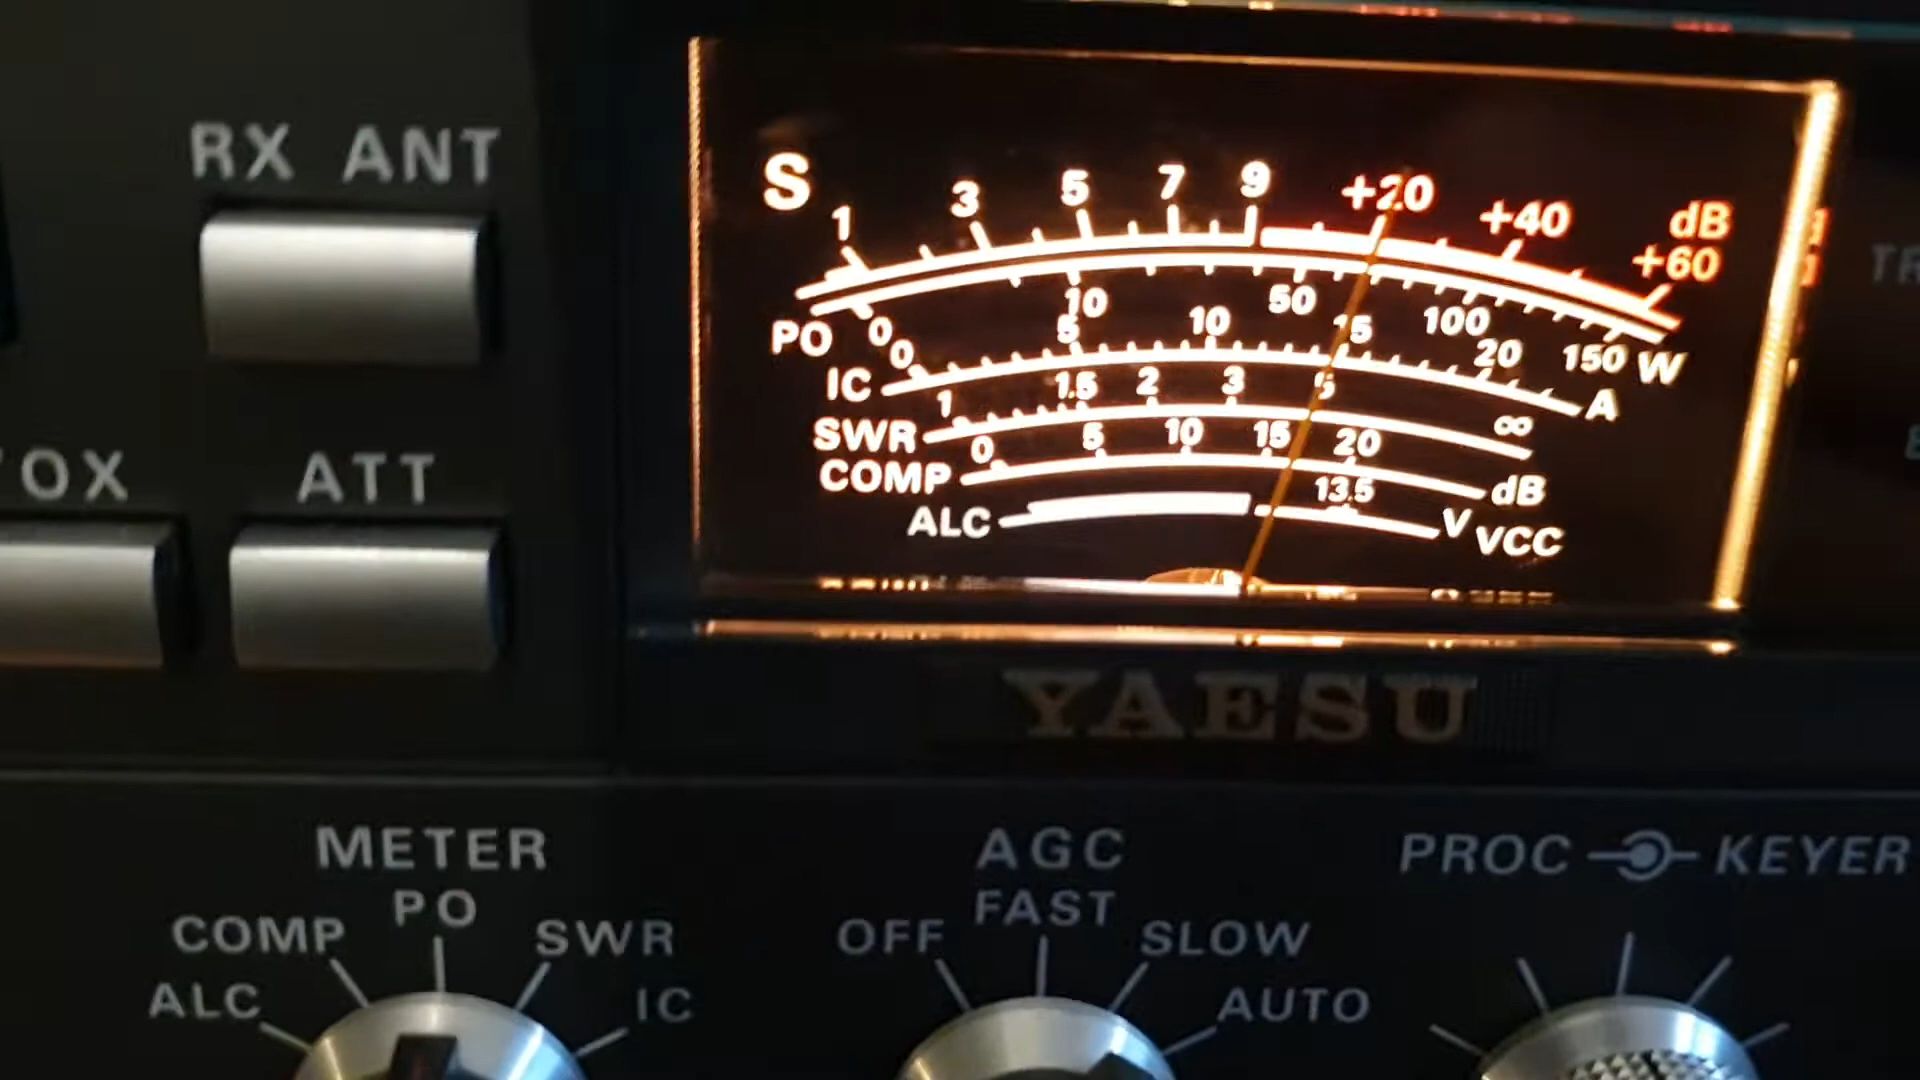 RX ANT
S 1 3 5 7 9 +20 +40 +60 dB
PO 0 10 50 100 150 W
IC 0 5 10 15 20 A
SWR 1 1.5 2 3 5 ∞
COMP 0 5 10 15 20 dB
ALC 13.5 V VCC
OX ATT
YAESU
METER
ALC COMP PO SWR IC
AGC
OFF FAST SLOW AUTO
PROC KEYER